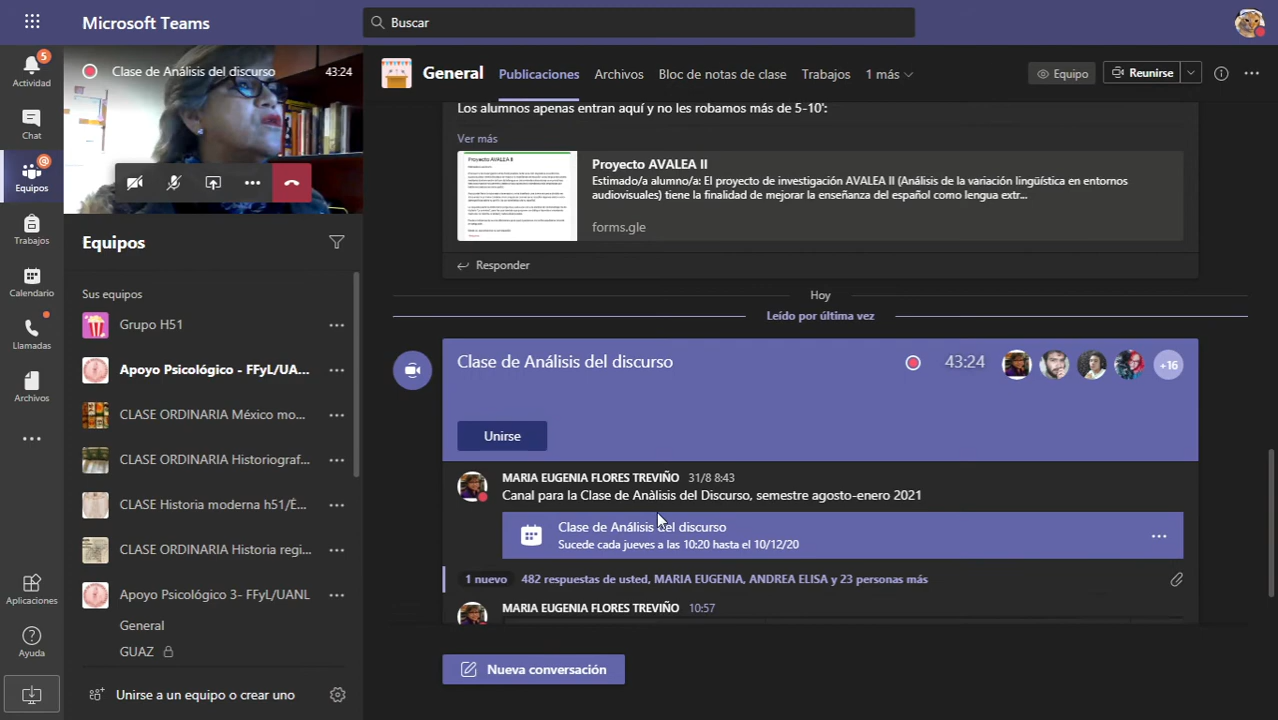 Microsoft Teams
Buscar
5
Actividad
Chat
@
Equipos
Trabajos
Calendario
Llamadas
Archivos
Aplicaciones
Ayuda
Clase de Análisis del discurso
43:24
Equipos
Sus equipos
Grupo H51
Apoyo Psicológico - FFyL/UA...
CLASE ORDINARIA México mo...
CLASE ORDINARIA Historiograf...
CLASE Historia moderna h51/É...
CLASE ORDINARIA Historia regi...
Apoyo Psicológico 3- FFyL/UANL
General
GUAZ
Unirse a un equipo o crear uno
General
Publicaciones
Archivos
Bloc de notas de clase
Trabajos
1 más
Equipo
Reunirse
Los alumnos apenas entran aquí y no les robamos más de 5-10':
Ver más
Proyecto AVALEA II
Proyecto AVALEA II
Estimado/a alumno/a: El proyecto de investigación AVALEA II (Análisis de la variación lingüística en entornos
audiovisales) tiene la finalidad de mejorar la enseñanza del español como lengua extr...
forms.gle
Responder
Hoy
Leído por última vez
Clase de Análisis del discurso
43:24
+16
Unirse
MARIA EUGENIA FLORES TREVIÑO 31/8 8:43
Canal para la Clase de Anàlisis del Discurso, semestre agosto-enero 2021
Clase de Análisis del discurso
Sucede cada jueves a las 10:20 hasta el 10/12/20
1 nuevo
482 respuestas de usted, MARIA EUGENIA, ANDREA ELISA y 23 personas más
MARIA EUGENIA FLORES TREVIÑO 10:57
Nueva conversación